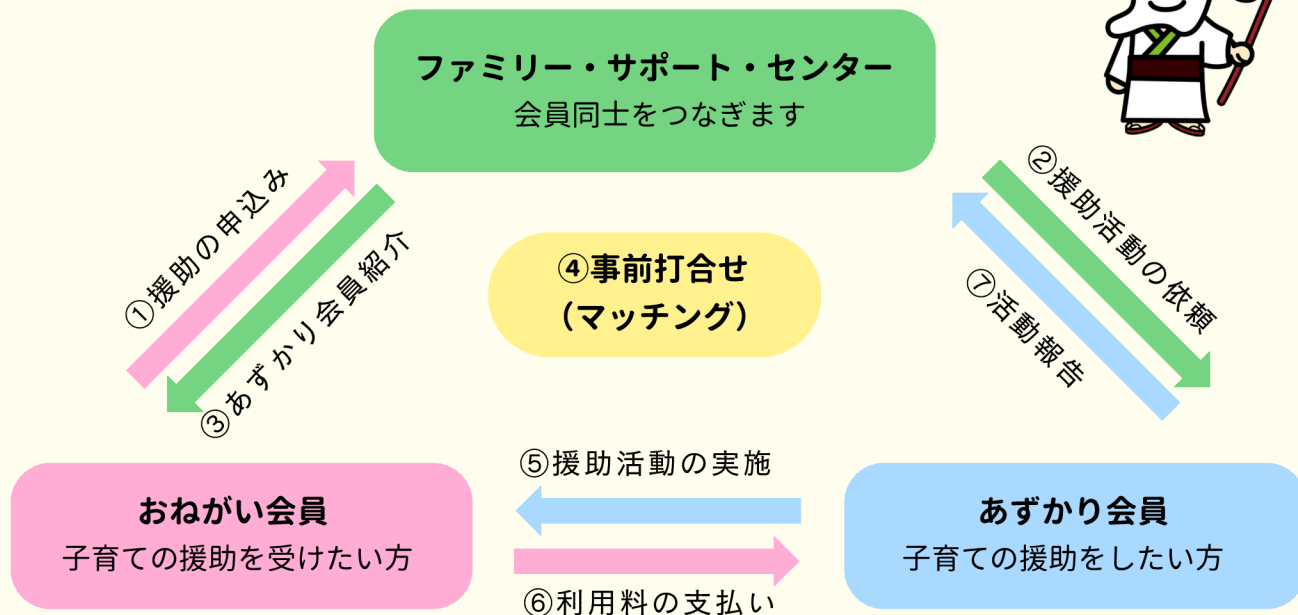 ファミリー・サポート・センター
会員同士をつなぎます
①援助の申込み
③あずかり会員紹介
②援助活動の依頼
⑦活動報告
④事前打合せ
（マッチング）
⑤援助活動の実施
⑥利用料の支払い
おねがい会員
子育ての援助を受けたい方
あずかり会員
子育ての援助をしたい方